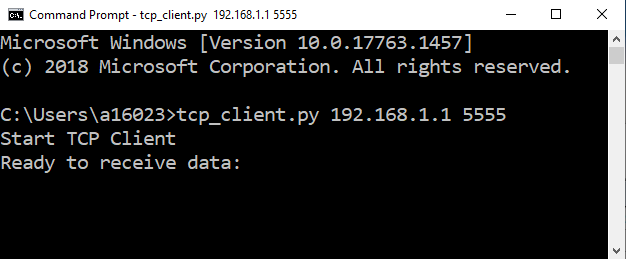 Command Prompt - tcp_client.py 192.168.1.1 5555
Microsoft Windows [Version 10.0.17763.1457]
(c) 2018 Microsoft Corporation. All rights reserved.
C:\Users\a16023>tcp_client.py 192.168.1.1 5555
Start TCP Client
Ready to receive data: